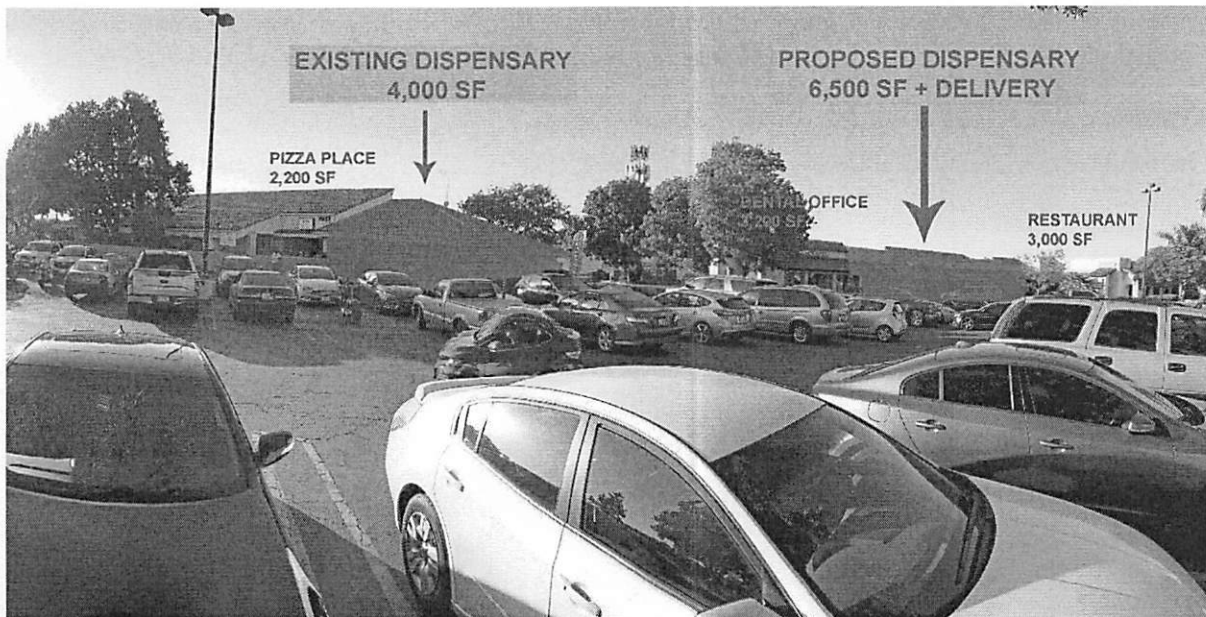 EXISTING DISPENSARY
4,000 SF
PROPOSED DISPENSARY
6,500 SF + DELIVERY
PIZZA PLACE
2,200 SF
DENTAL OFFICE
RESTAURANT
3,000 SF